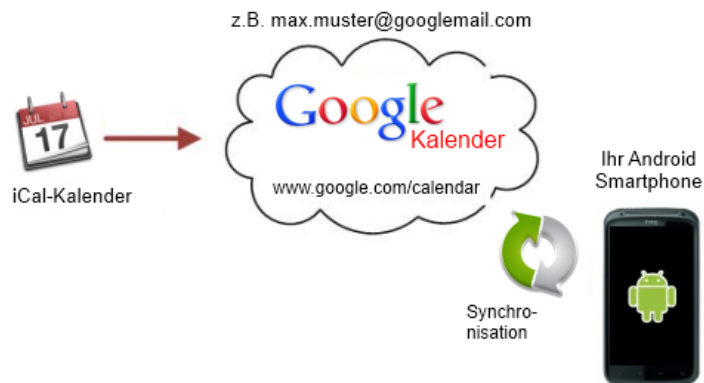 z.B. max.muster@googlemail.com
Google
Kalender
www.google.com/calendar
JUL
17
iCal-Kalender
Ihr Android
Smartphone
hTC
Synchro-
nisation